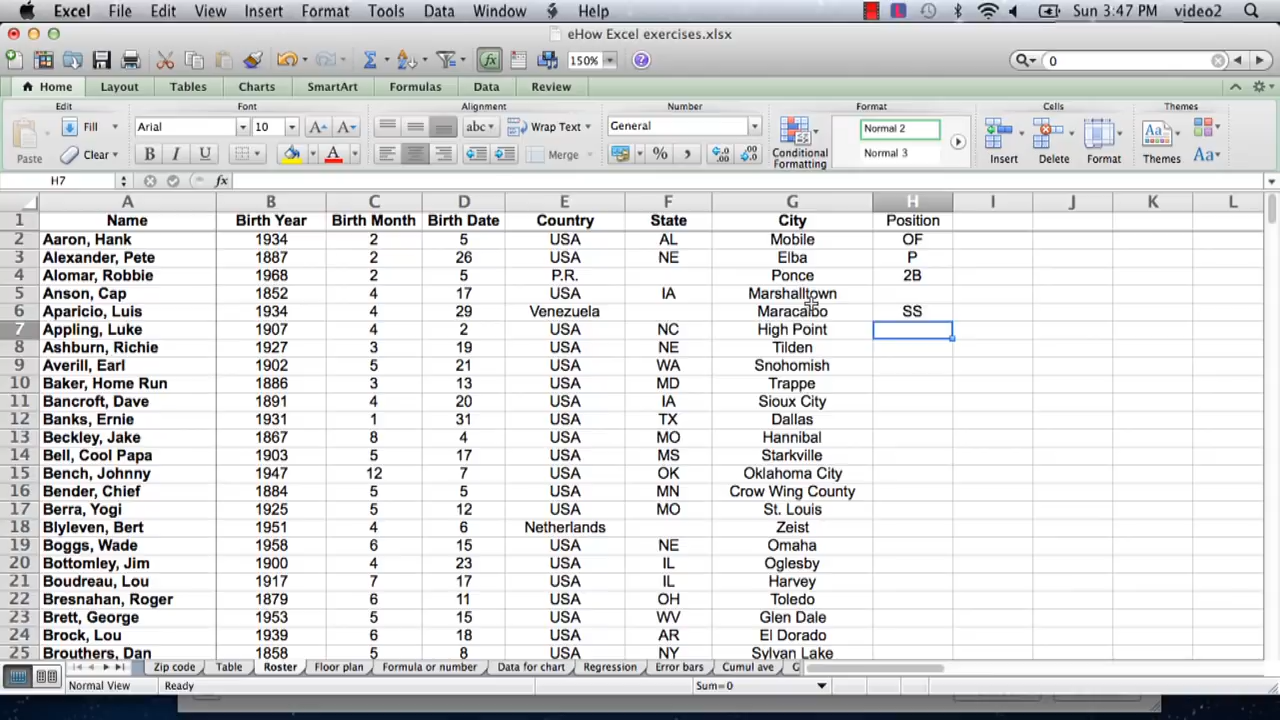 Excel File Edit View Insert Format Tools Data Window Help Sun 3:47 PM video2
eHow Excel exercises.xlsx
150% 0
Home Layout Tables Charts SmartArt Formulas Data Review
Edit Font Alignment Number Format Cells Themes
Fill Arial 10 abc Wrap Text General Normal 2
Paste Clear B I U Merge % Conditional Formatting Normal 3 Insert Delete Format Themes Aa
H7 fx
A B C D E F G H I J K L
1 Name Birth Year Birth Month Birth Date Country State City Position
2 Aaron, Hank 1934 2 5 USA AL Mobile OF
3 Alexander, Pete 1887 2 26 USA NE Elba P
4 Alomar, Robbie 1968 2 5 P.R. Ponce 2B
5 Anson, Cap 1852 4 17 USA IA Marshalltown
6 Aparicio, Luis 1934 4 29 Venezuela Maracaibo SS
7 Appling, Luke 1907 4 2 USA NC High Point
8 Ashburn, Richie 1927 3 19 USA NE Tilden
9 Averill, Earl 1902 5 21 USA WA Snohomish
10 Baker, Home Run 1886 3 13 USA MD Trappe
11 Bancroft, Dave 1891 4 20 USA IA Sioux City
12 Banks, Ernie 1931 1 31 USA TX Dallas
13 Beckley, Jake 1867 8 4 USA MO Hannibal
14 Bell, Cool Papa 1903 5 17 USA MS Starkville
15 Bench, Johnny 1947 12 7 USA OK Oklahoma City
16 Bender, Chief 1884 5 5 USA MN Crow Wing County
17 Berra, Yogi 1925 5 12 USA MO St. Louis
18 Blyleven, Bert 1951 4 6 Netherlands Zeist
19 Boggs, Wade 1958 6 15 USA NE Omaha
20 Bottomley, Jim 1900 4 23 USA IL Oglesby
21 Boudreau, Lou 1917 7 17 USA IL Harvey
22 Bresnahan, Roger 1879 6 11 USA OH Toledo
23 Brett, George 1953 5 15 USA WV Glen Dale
24 Brock, Lou 1939 6 18 USA AR El Dorado
25 Brouthers, Dan 1858 5 8 USA NY Sylvan Lake
Zip code Table Roster Floor plan Formula or number Data for chart Regression Error bars Cumul ave
Normal View Ready Sum=0